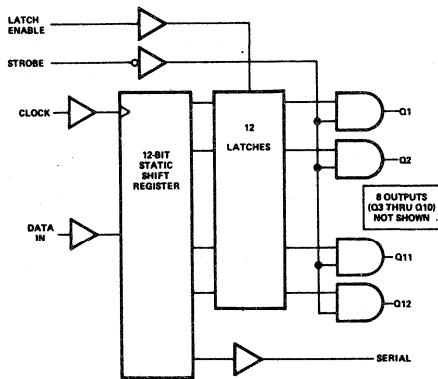 LATCH
ENABLE
STROBE
CLOCK
12-BIT
STATIC
SHIFT
REGISTER
12
LATCHES
Q1
Q2
8 OUTPUTS
(Q3 THRU Q10)
NOT SHOWN
DATA
IN
Q11
Q12
SERIAL